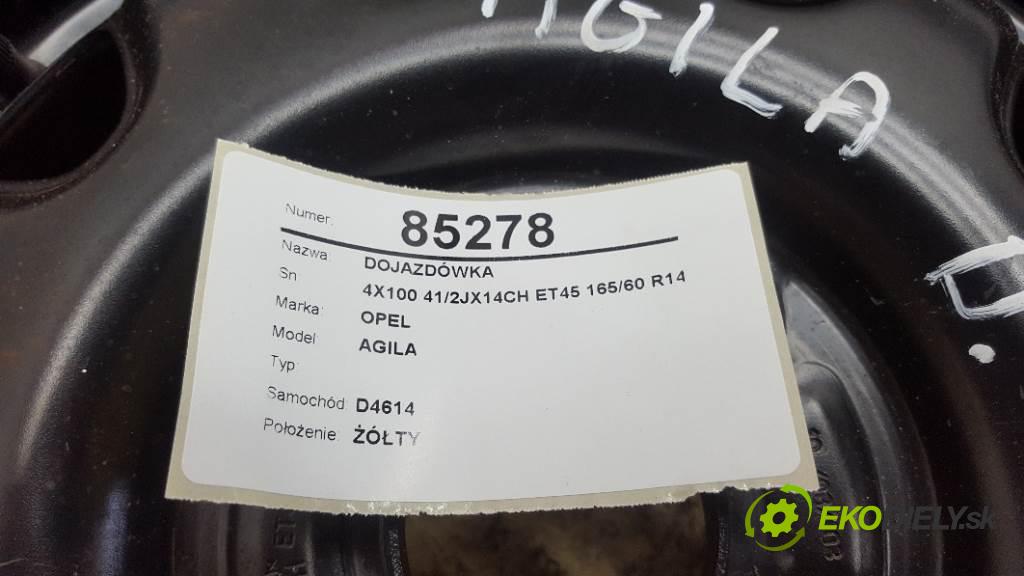 AGILA
Numer: 85278
Nazwa: DOJAZDÓWKA
Sn 4X100 41/2JX14CH ET45 165/60 R14
Marka: OPEL
Model AGILA
Typ:
Samochód: D4614
Położenie: ŻÓŁTY
EKODIELY.sk